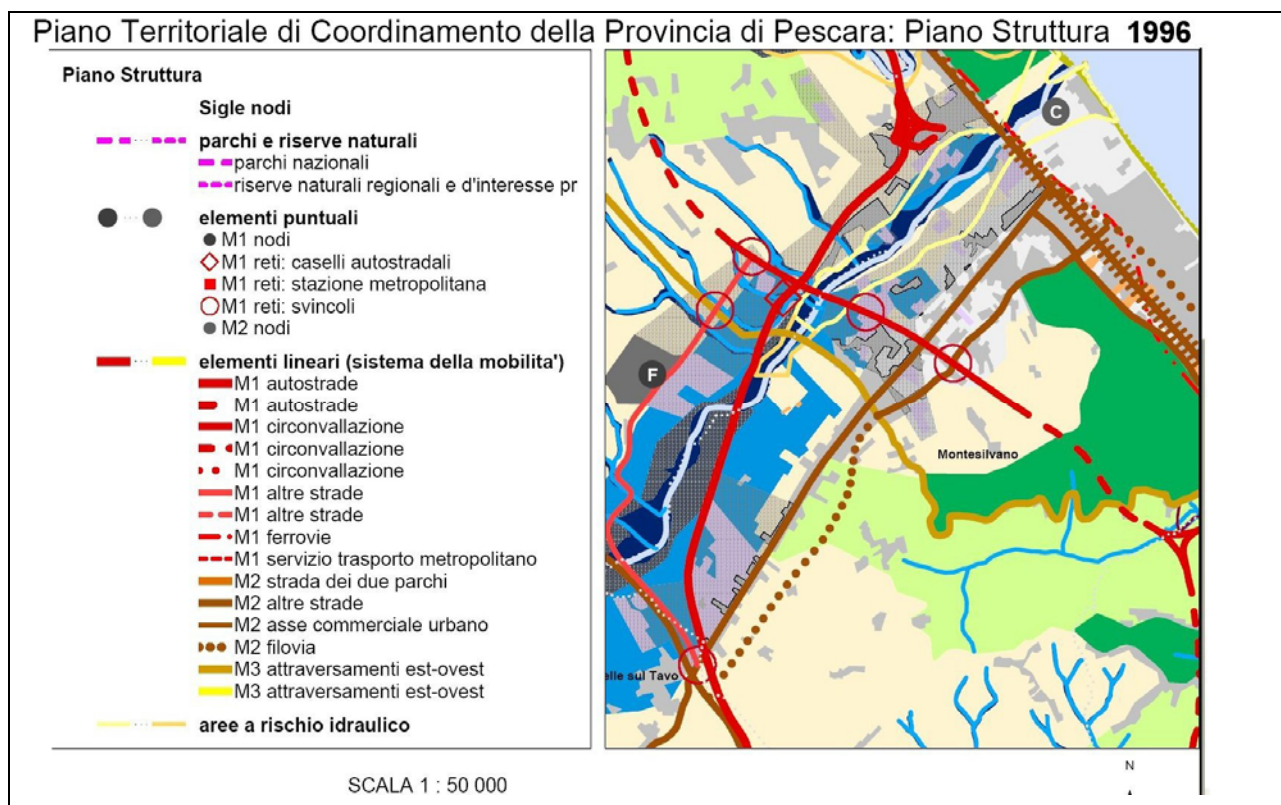 Piano Territoriale di Coordinamento della Provincia di Pescara: Piano Struttura 1996
Piano Struttura
Sigle nodi
parchi e riserve naturali
parchi nazionali
riserve naturali regionali e d'interesse pr
elementi puntuali
M1 nodi
M1 reti: caselli autostradali
M1 reti: stazione metropolitana
M1 reti: svincoli
M2 nodi
elementi lineari (sistema della mobilita')
M1 autostrade
M1 autostrade
M1 circonvallazione
M1 circonvallazione
M1 circonvallazione
M1 altre strade
M1 altre strade
M1 ferrovie
M1 servizio trasporto metropolitano
M2 strada dei due parchi
M2 altre strade
M2 asse commerciale urbano
M2 filovia
M3 attraversamenti est-ovest
M3 attraversamenti est-ovest
aree a rischio idraulico
SCALA 1 : 50 000
C
F
Montesilvano
elle sul Tavo
N